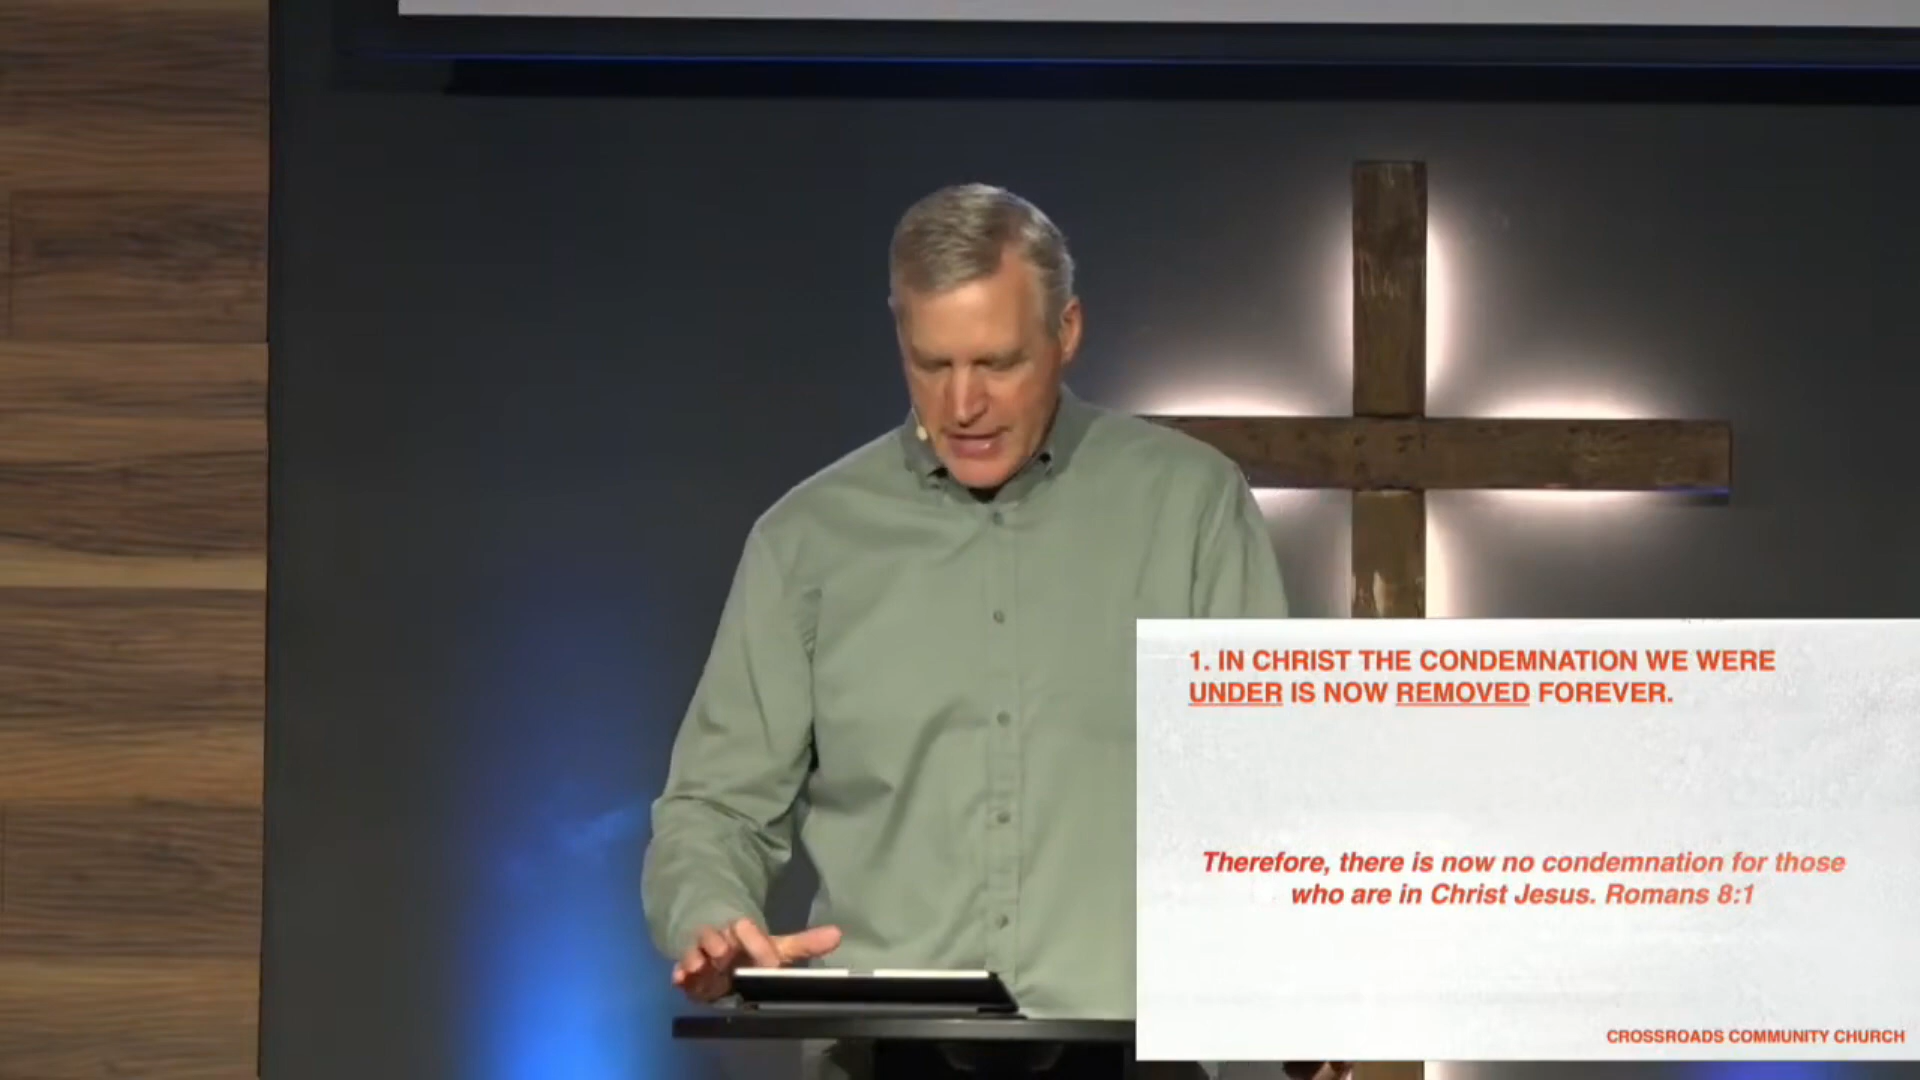 1. IN CHRIST THE CONDEMNATION WE WERE
UNDER IS NOW REMOVED FOREVER.
Therefore, there is now no condemnation for those
who are in Christ Jesus. Romans 8:1
CROSSROADS COMMUNITY CHURCH